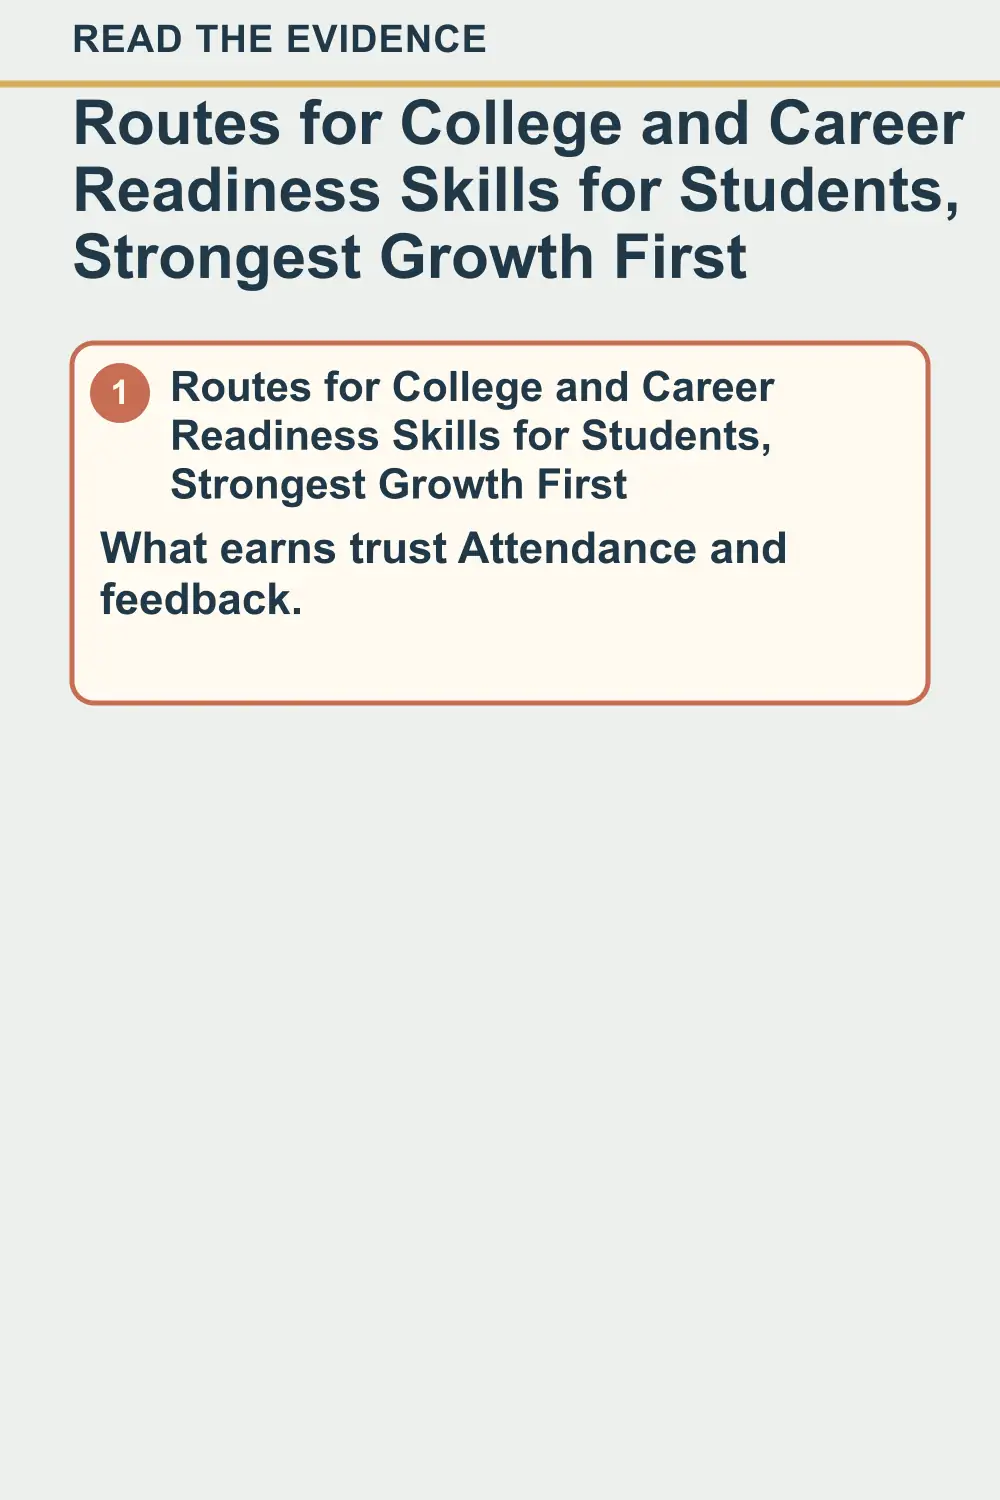 READ THE EVIDENCE
Routes for College and Career
Readiness Skills for Students,
Strongest Growth First
1
Routes for College and Career
Readiness Skills for Students,
Strongest Growth First
What earns trust Attendance and
feedback.